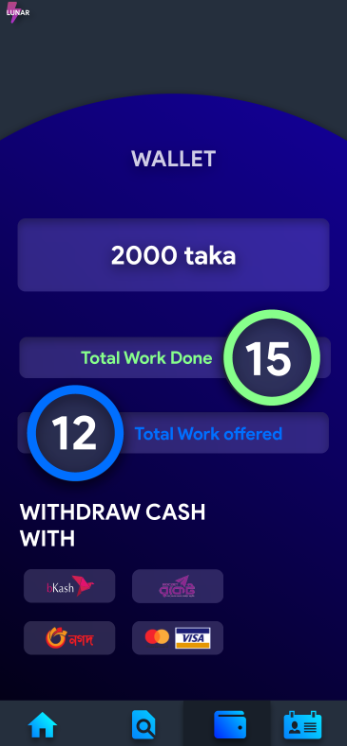 LUNAR
WALLET
2000 taka
Total Work Done 15
12 Total Work offered
WITHDRAW CASH
WITH
bKash
রকেট
নগদ
VISA